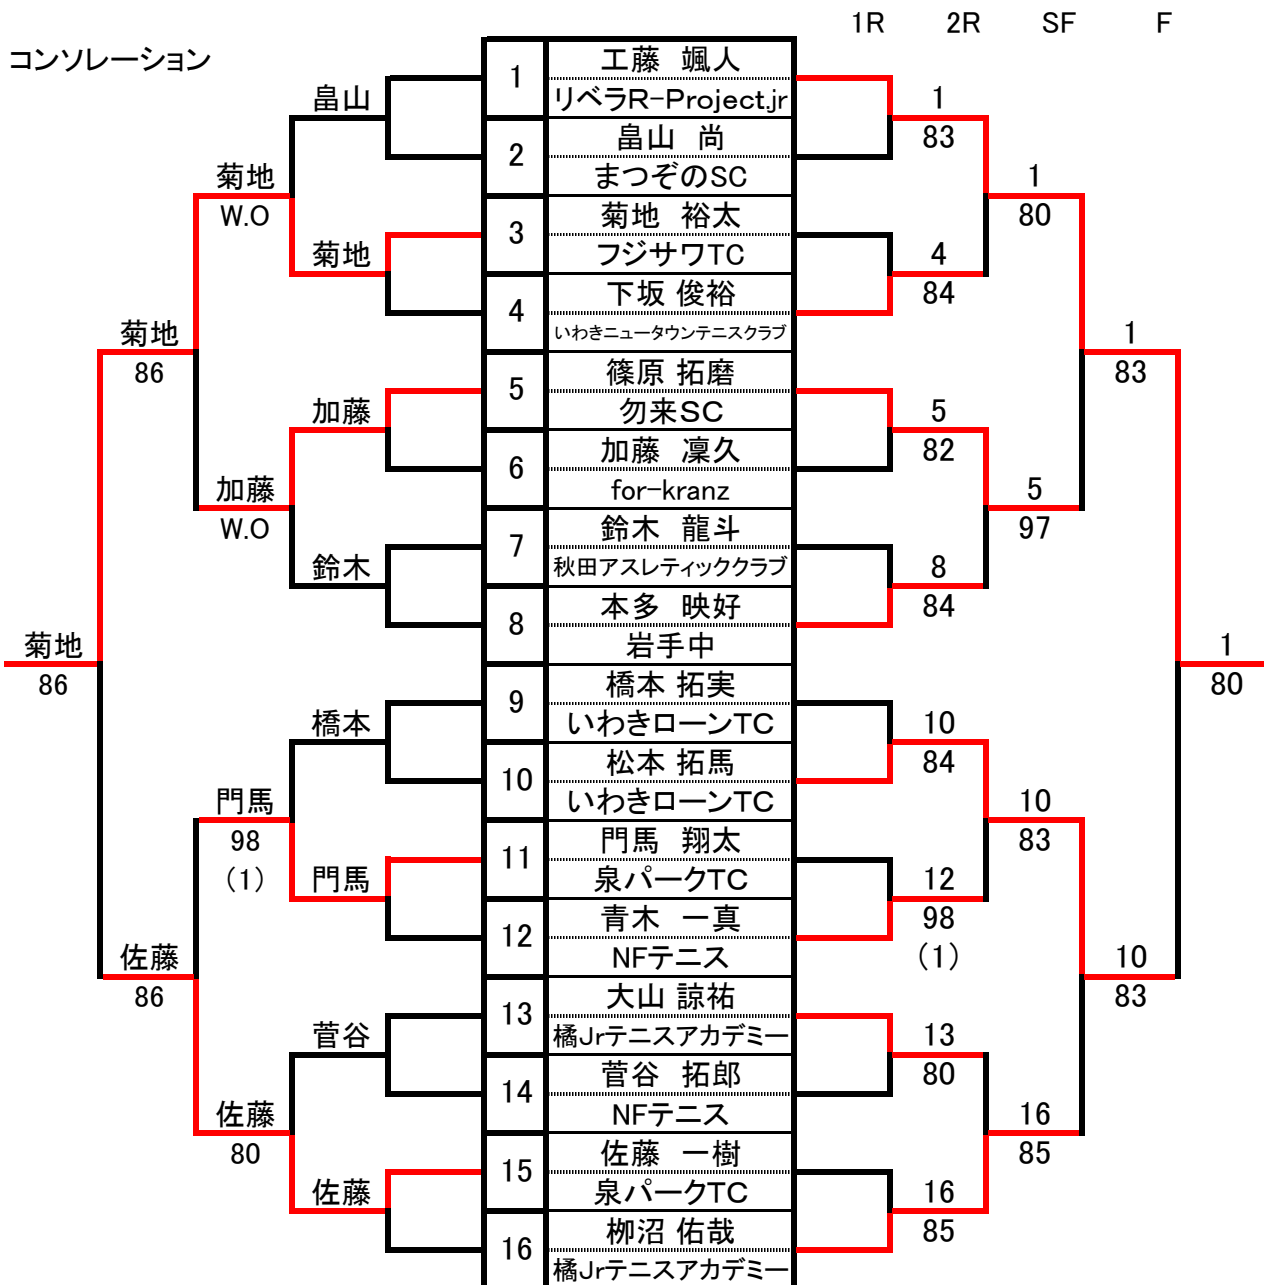 1R 2R SF F
コンソレーション
1 工藤 颯人
リベラR-Project.jr
2 畠山 尚
まつぞのSC
3 菊地 裕太
フジサワTC
4 下坂 俊裕
いわきニュータウンテニスクラブ
5 篠原 拓磨
勿来SC
6 加藤 凜久
for-kranz
7 鈴木 龍斗
秋田アスレティッククラブ
8 本多 映好
岩手中
9 橋本 拓実
いわきローンTC
10 松本 拓馬
いわきローンTC
11 門馬 翔太
泉パークTC
12 青木 一真
NFテニス
13 大山 諒祐
橘Jrテニスアカデミー
14 菅谷 拓郎
NFテニス
15 佐藤 一樹
泉パークTC
16 栁沼 佑哉
橘Jrテニスアカデミー
畠山
菊地
加藤
鈴木
橋本
門馬
菅谷
佐藤
菊地
W.O
加藤
W.O
門馬
98
(1)
佐藤
80
菊地
86
佐藤
86
菊地
86
1
83
4
84
5
82
8
84
10
84
12
98
(1)
13
80
16
85
1
80
5
97
10
83
16
85
1
83
10
83
1
80